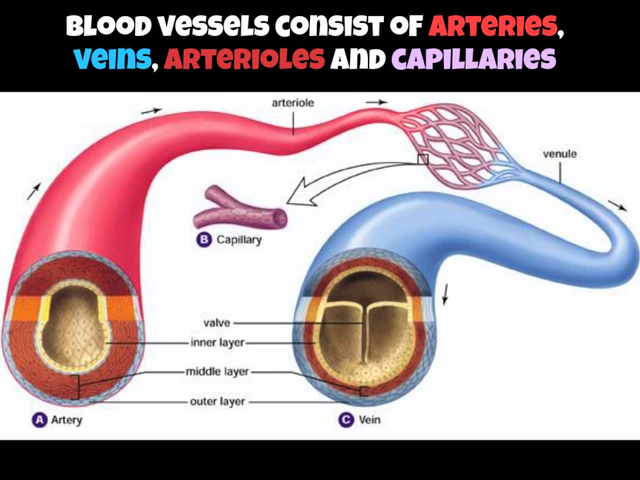 Blood vessels consist of arteries,
veins, arterioles and capillaries
arteriole
venule
B Capillary
valve
inner layer
middle layer
outer layer
A Artery
C Vein